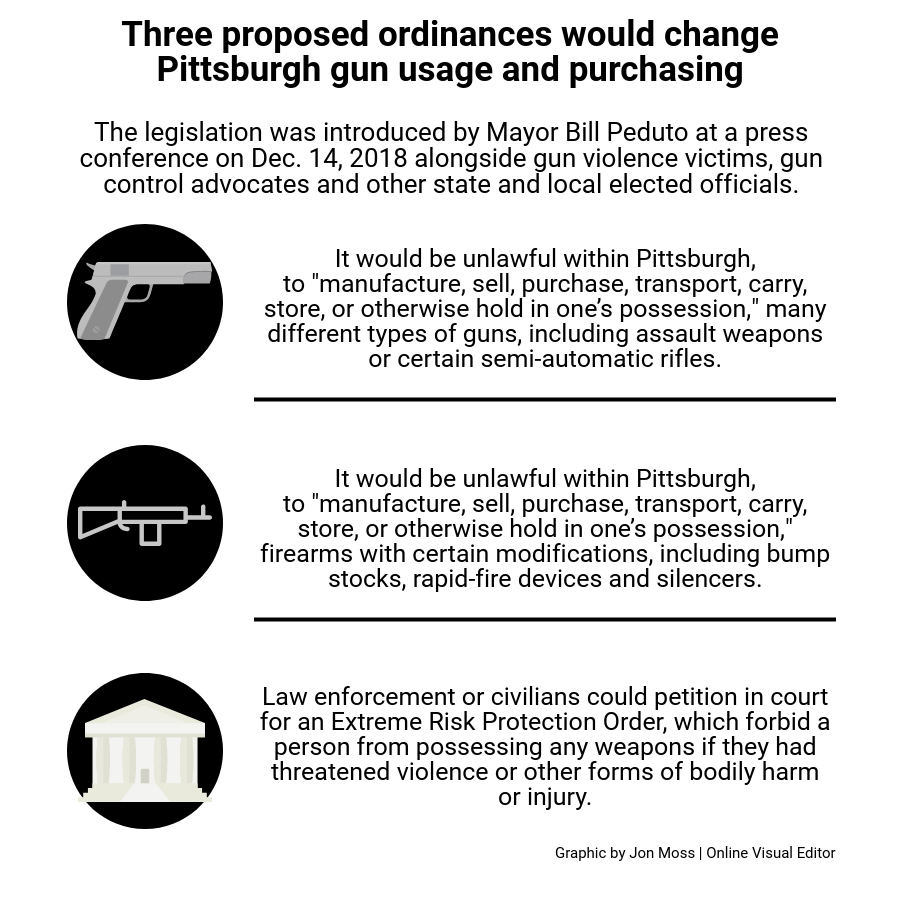 Three proposed ordinances would change
Pittsburgh gun usage and purchasing
The legislation was introduced by Mayor Bill Peduto at a press
conference on Dec. 14, 2018 alongside gun violence victims, gun
control advocates and other state and local elected officials.
It would be unlawful within Pittsburgh,
to "manufacture, sell, purchase, transport, carry,
store, or otherwise hold in one’s possession," many
different types of guns, including assault weapons
or certain semi-automatic rifles.
It would be unlawful within Pittsburgh,
to "manufacture, sell, purchase, transport, carry,
store, or otherwise hold in one’s possession,"
firearms with certain modifications, including bump
stocks, rapid-fire devices and silencers.
Law enforcement or civilians could petition in court
for an Extreme Risk Protection Order, which forbid a
person from possessing any weapons if they had
threatened violence or other forms of bodily harm
or injury.
Graphic by Jon Moss | Online Visual Editor